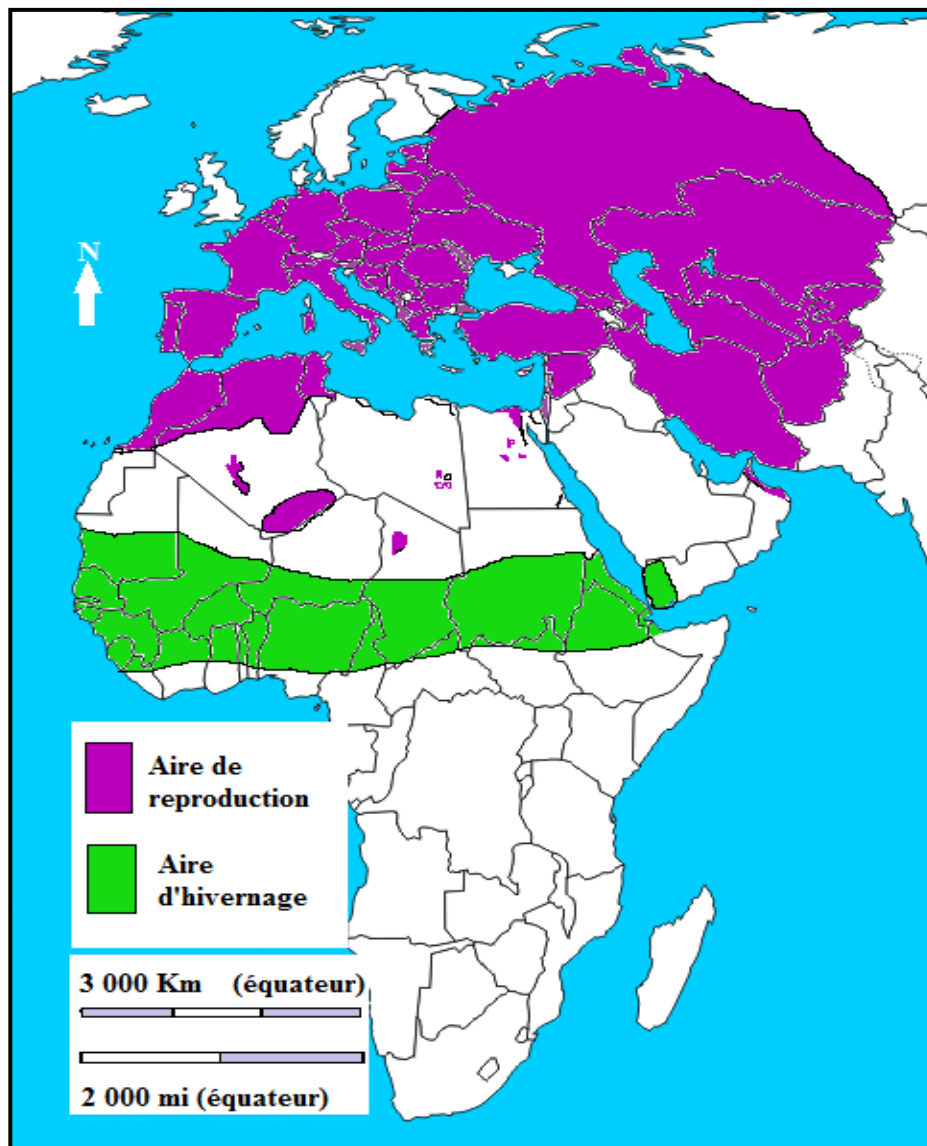 N
Aire de
reproduction
Aire
d'hivernage
3 000 Km (équateur)
2 000 mi (équateur)